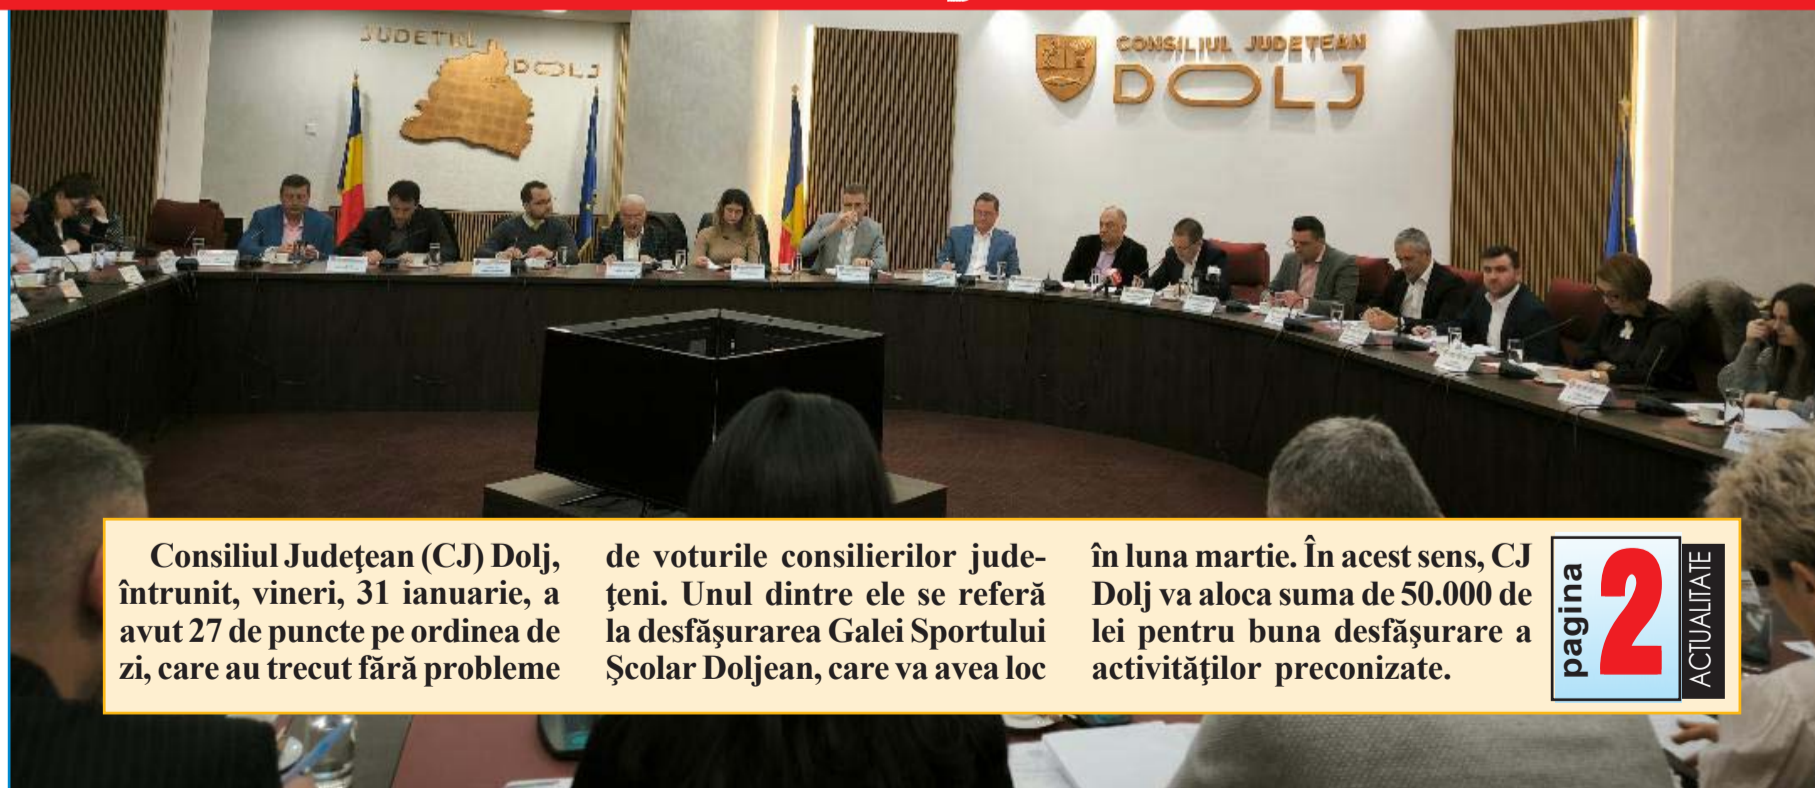 JUDEȚUL
DOLJ
CONSILIUL JUDEȚEAN
DOLJ
Consiliul Judeţean (CJ) Dolj,
întrunit, vineri, 31 ianuarie, a
avut 27 de puncte pe ordinea de
zi, care au trecut fără probleme
de voturile consilierilor jude-
ţeni. Unul dintre ele se referă
la desfăşurarea Galei Sportului
Şcolar Doljean, care va avea loc
în luna martie. În acest sens, CJ
Dolj va aloca suma de 50.000 de
lei pentru buna desfăşurare a
activităţilor preconizate.
pagina
2
ACTUALITATE